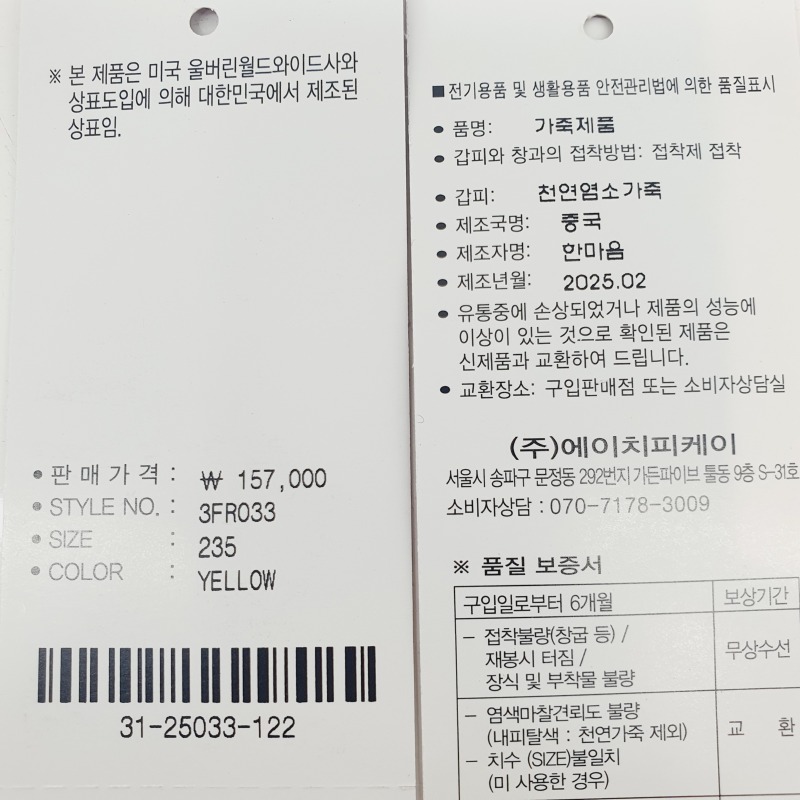 ※ 본 제품은 미국 울버린월드와이드사와
상표도입에 의해 대한민국에서 제조된
상표임.
• 판 매 가 격 : ₩ 157,000
• STYLE NO. : 3FR033
• SIZE : 235
• COLOR : YELLOW
31-25033-122
■ 전기용품 및 생활용품 안전관리법에 의한 품질표시
• 품명: 가죽제품
• 갑피와 창과의 접착방법: 접착제 접착
• 갑피: 천연염소가죽
• 제조국명: 중국
• 제조자명: 한마음
• 제조년월: 2025.02
• 유통중에 손상되었거나 제품의 성능에
이상이 있는 것으로 확인된 제품은
신제품과 교환하여 드립니다.
• 교환장소: 구입판매점 또는 소비자상담실
(주)에이치피케이
서울시 송파구 문정동 292번지 가든파이브 툴동 9층 S-31호
소비자상담 : 070-7178-3009
※ 품질 보증서
구입일로부터 6개월 보상기간
– 접착불량(창굽 등) /
재봉시 터짐 /
장식 및 부착물 불량
무상수선
– 염색마찰견뢰도 불량
(내피탈색 : 천연가죽 제외)
– 치수 (SIZE)불일치
(미 사용한 경우)
교 환